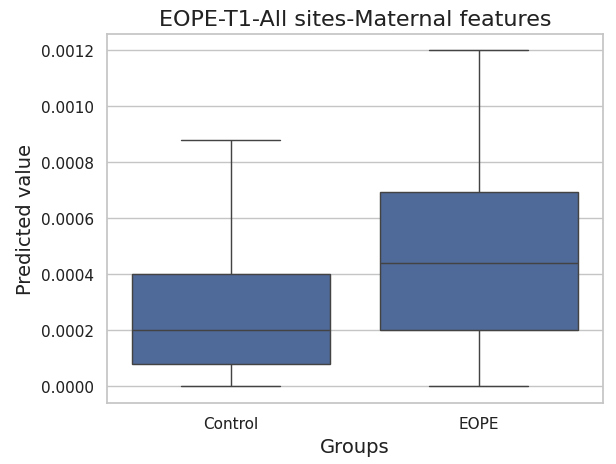 EOPE-T1-All sites-Maternal features
Predicted value
0.0012
0.0010
0.0008
0.0006
0.0004
0.0002
0.0000
Control
EOPE
Groups